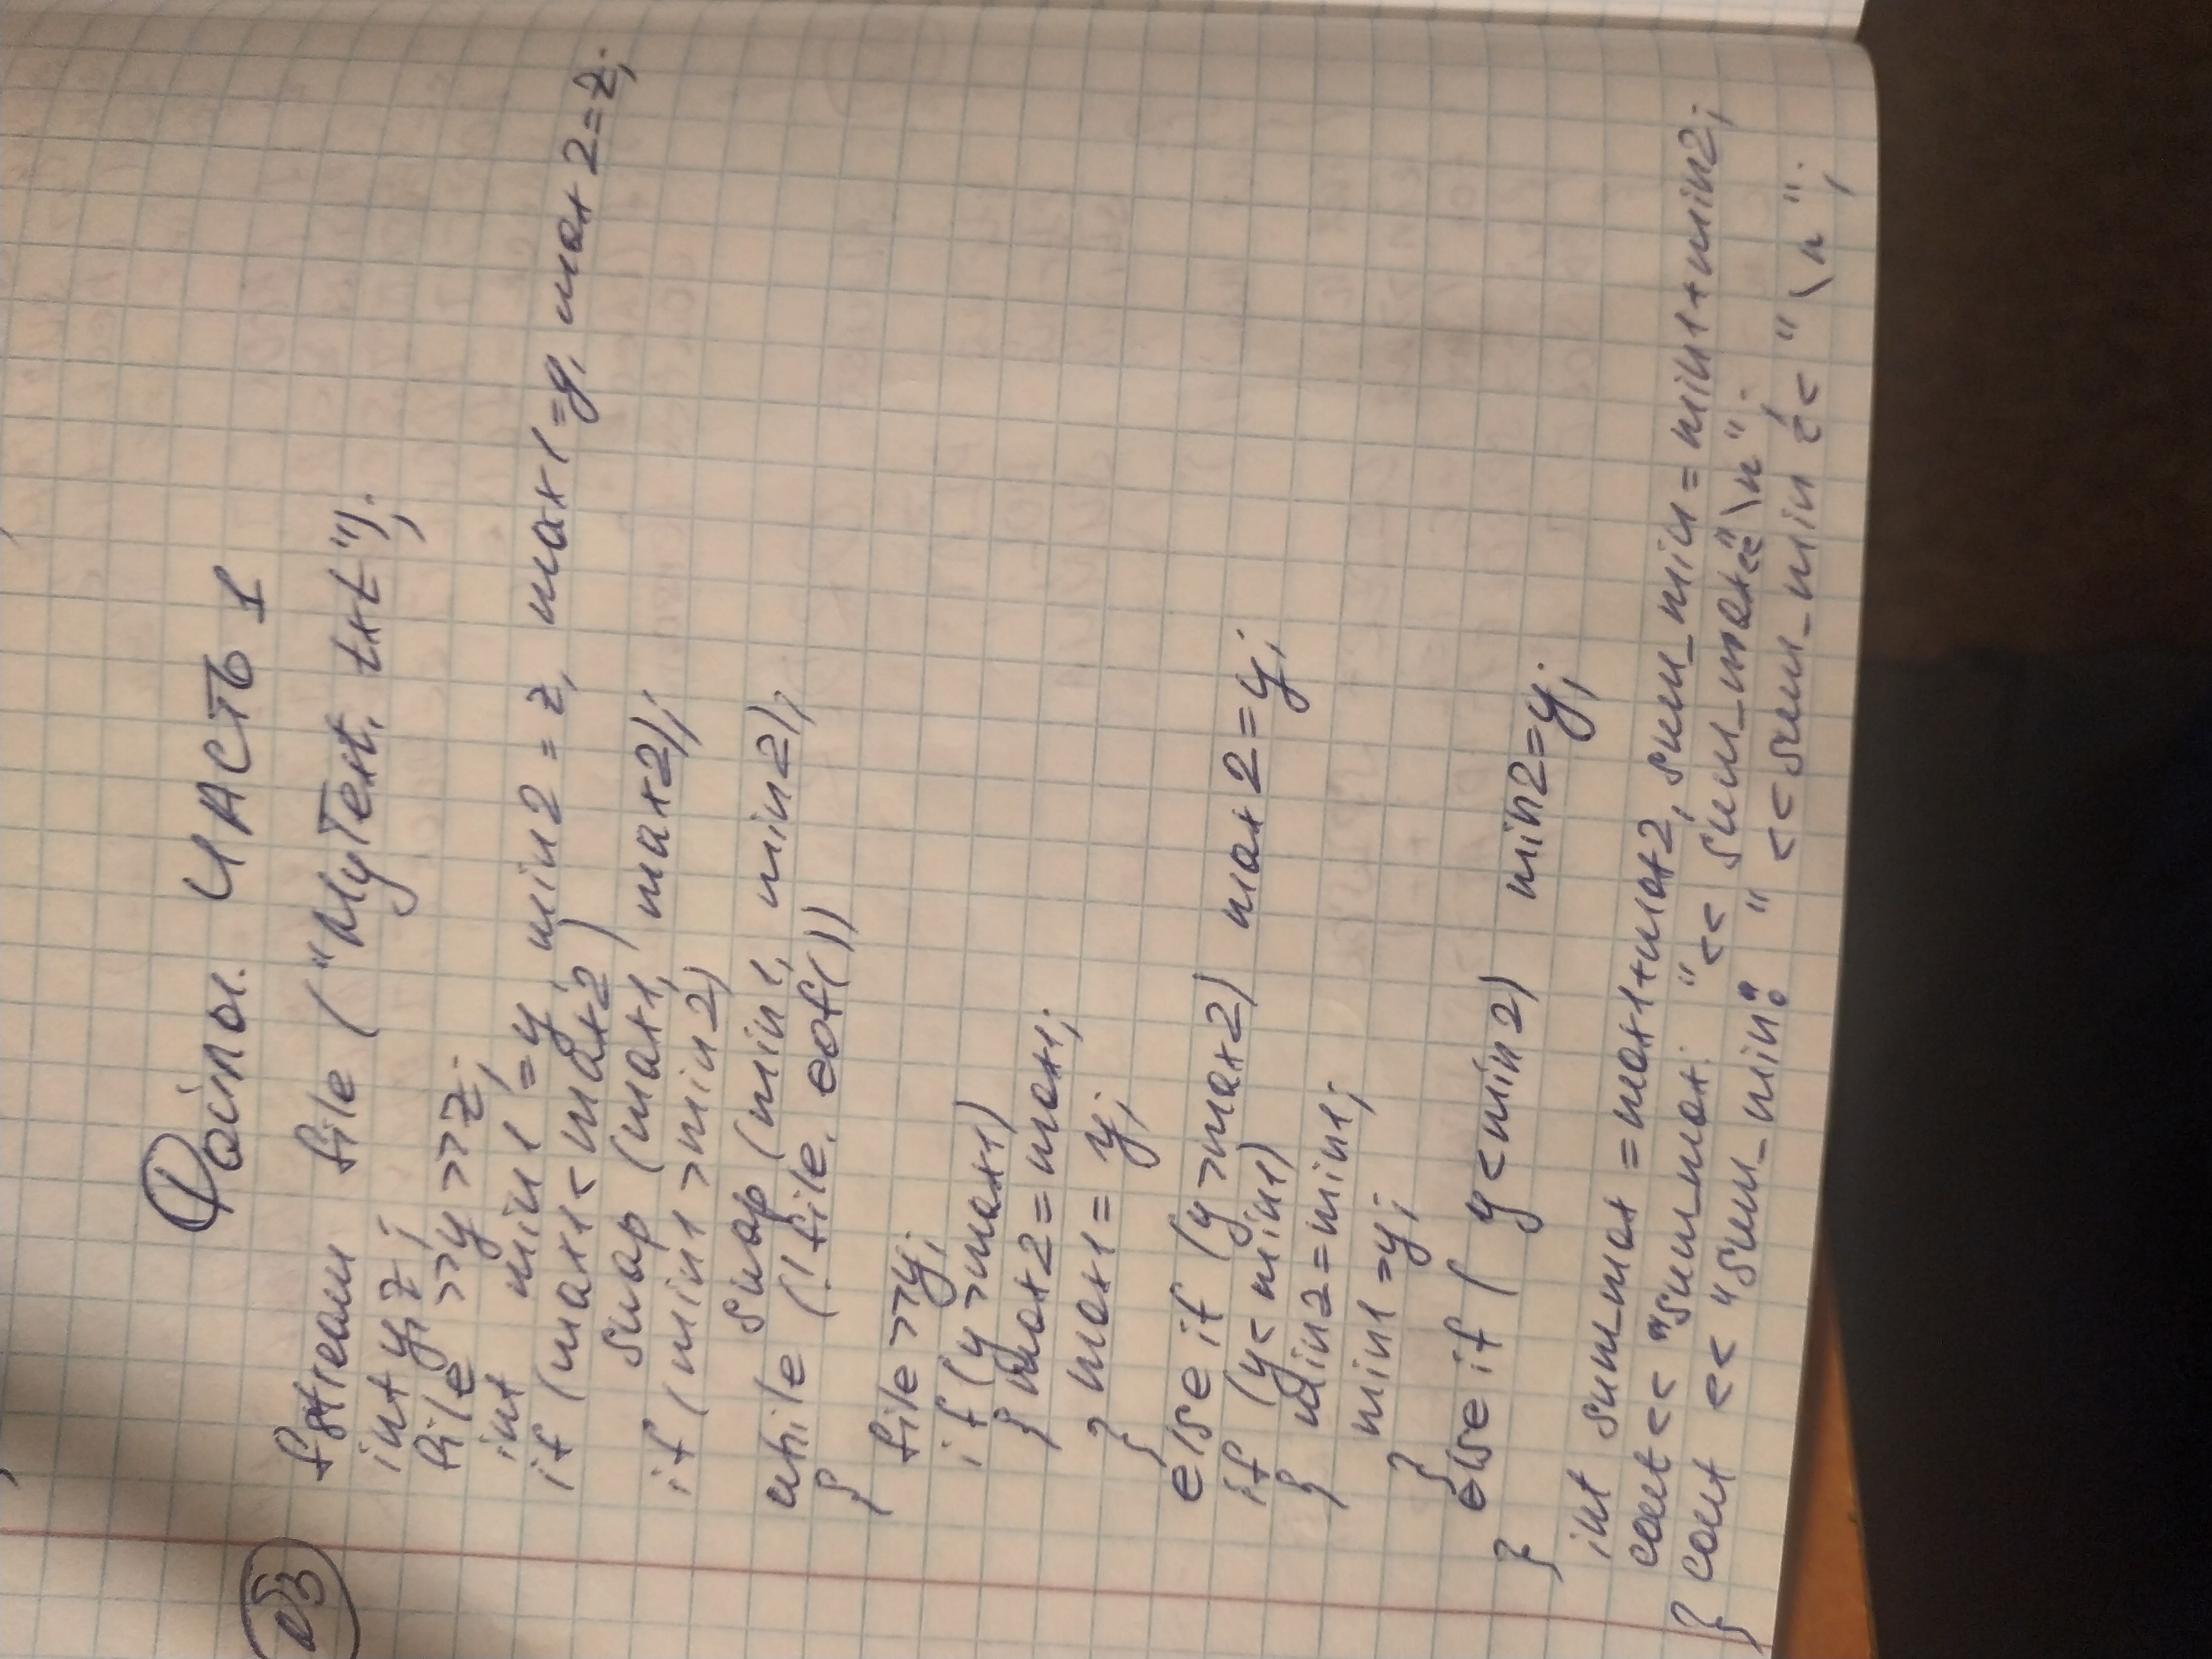 Файлы. ЧАСТЬ 1
fstream file ("MyText.txt");
int y,z;
file >>y>>z;
int min1=y, min2=z, max1=y, max2=z;
if (max1<max2)
swap (max1, max2);
if (min1>min2)
swap (min1, min2);
while (!file.eof())
{
file>>y;
if(y>max1)
{ max2=max1;
max1=y;
}
else if (y>max2) max2=y;
if (y<min1)
{ min2=min1;
min1=y;
}
else if (y<min2) min2=y;
}
int sum_max=max1+max2, sum_min=min1+min2;
cout<< "sum_max: "<< sum_max<<"\n";
} cout << "sum_min: " <<sum_min << "\n";